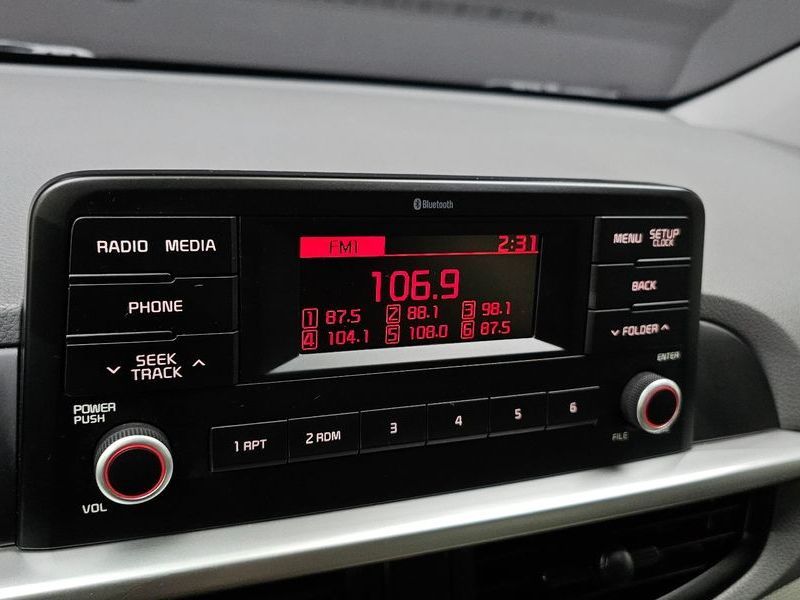 Bluetooth
RADIO MEDIA
FM1 2:31
MENU SETUP
CLOCK
PHONE
106.9
BACK
1 87.5 2 88.1 3 98.1
4 104.1 5 108.0 6 87.5
FOLDER
SEEK
TRACK
ENTER
POWER
PUSH
1 RPT 2 RDM 3 4 5 6
FILE
VOL